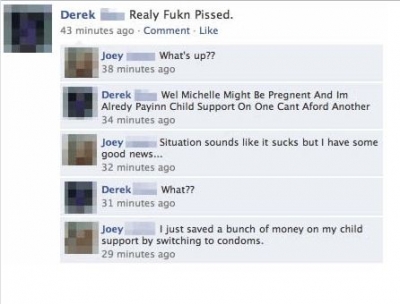 Derek Realy Fukn Pissed.
43 minutes ago · Comment · Like
Joey What's up??
38 minutes ago
Derek Wel Michelle Might Be Pregnent And Im
Alredy Payinn Child Support On One Cant Aford Another
34 minutes ago
Joey Situation sounds like it sucks but I have some
good news...
32 minutes ago
Derek What??
31 minutes ago
Joey I just saved a bunch of money on my child
support by switching to condoms.
29 minutes ago